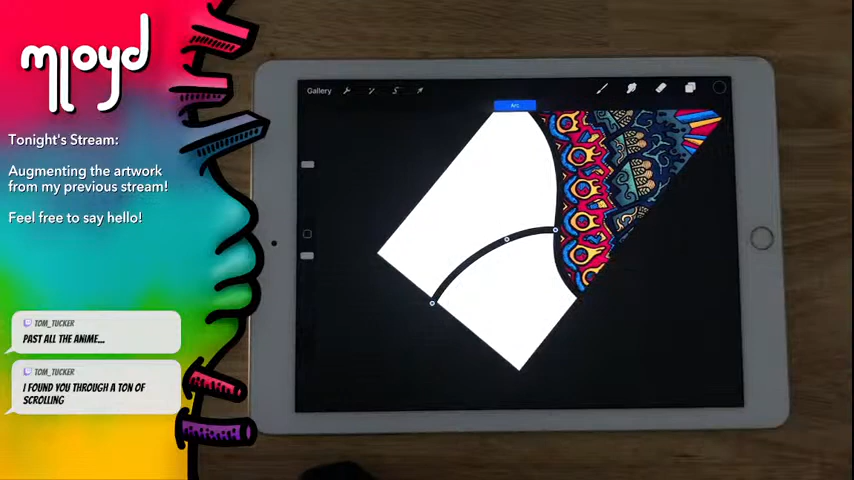 mloyd
Tonight's Stream:
Augmenting the artwork
from my previous stream!
Feel free to say hello!
TOM_TUCKER
PAST ALL THE ANIME...
TOM_TUCKER
I FOUND YOU THROUGH A TON OF
SCROLLING
Gallery
Arc